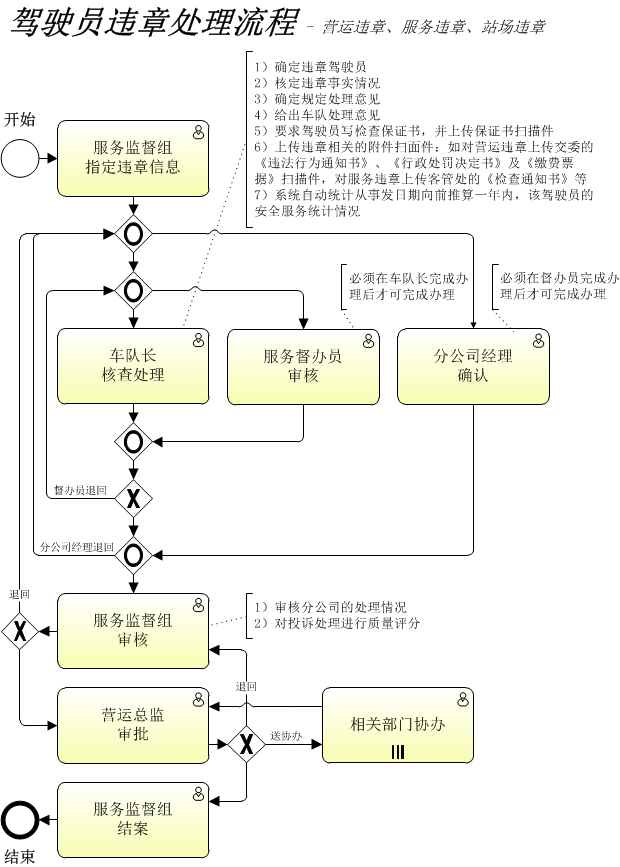 驾驶员违章处理流程 - 营运违章、服务违章、站场违章
1）确定违章驾驶员
2）核定违章事实情况
3）确定规定处理意见
4）给出车队处理意见
5）要求驾驶员写检查保证书，并上传保证书扫描件
6）上传违章相关的附件扫面件：如对营运违章上传交委的
《违法行为通知书》、《行政处罚决定书》及《缴费票
据》扫描件，对服务违章上传客管处的《检查通知书》等
7）系统自动统计从事发日期向前推算一年内，该驾驶员的
安全服务统计情况
开始
服务监督组
指定违章信息
必须在车队长完成办
理后才可完成办理
必须在督办员完成办
理后才可完成办理
车队长
核查处理
服务督办员
审核
分公司经理
确认
督办员退回
分公司经理退回
退回
服务监督组
审核
1）审核分公司的处理情况
2）对投诉处理进行质量评分
退回
营运总监
审批
送协办
相关部门协办
服务监督组
结案
结束